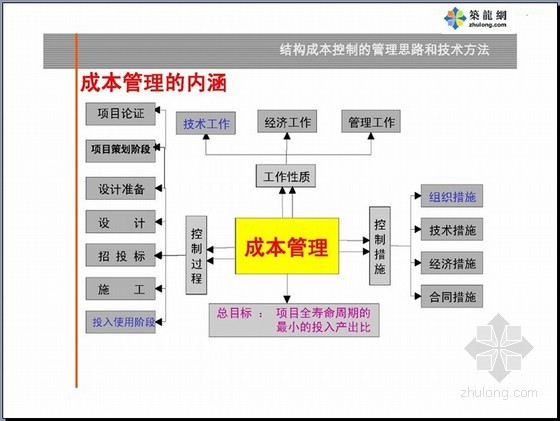 築龍網
zhulong.com
结构成本控制的管理思路和技术方法
成本管理的内涵
项目论证
项目策划阶段
设计准备
设 计
招 投 标
施 工
投入使用阶段
控制过程
技术工作
经济工作
管理工作
工作性质
成本管理
控制措施
组织措施
技术措施
经济措施
合同措施
总目标 ： 项目全寿命周期的
最小的投入产出比
zhulong.com